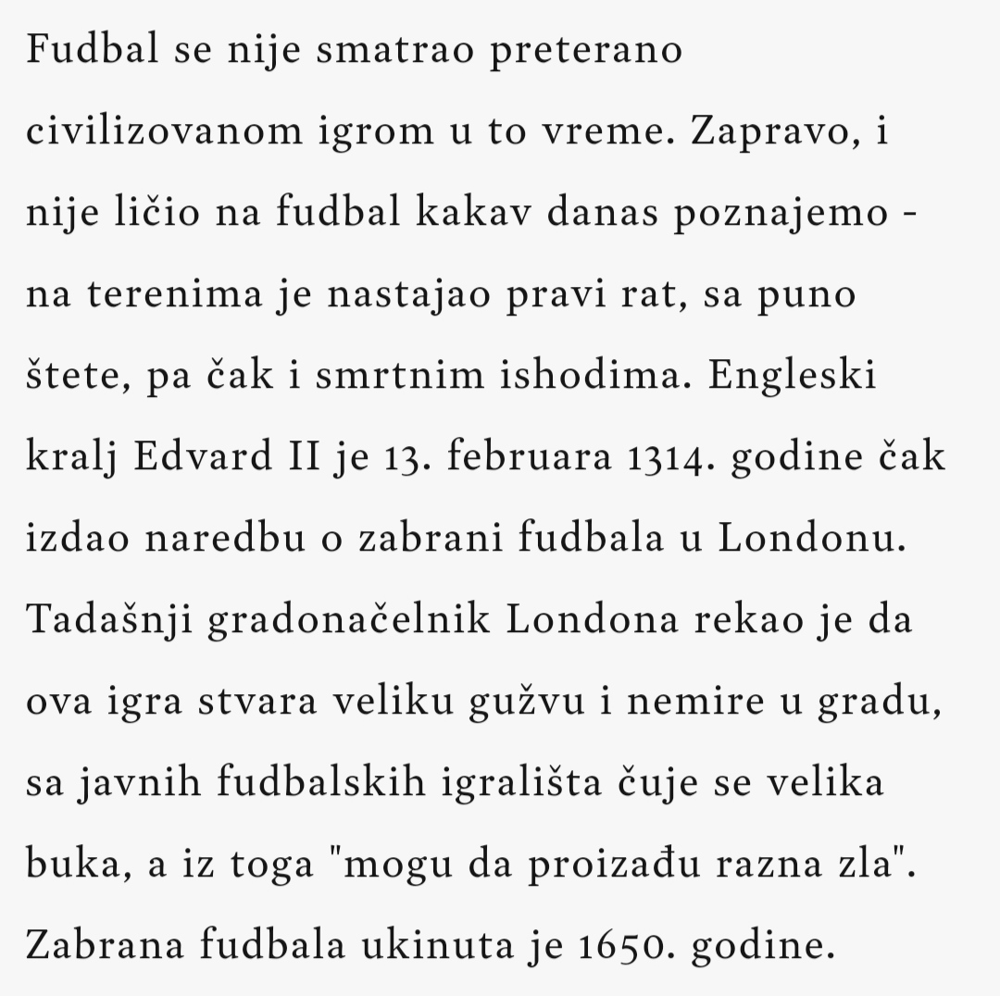 Fudbal se nije smatrao preterano
civilizovanom igrom u to vreme. Zapravo, i
nije ličio na fudbal kakav danas poznajemo -
na terenima je nastajao pravi rat, sa puno
štete, pa čak i smrtnim ishodima. Engleski
kralj Edvard II je 13. februara 1314. godine čak
izdao naredbu o zabrani fudbala u Londonu.
Tadašnji gradonačelnik Londona rekao je da
ova igra stvara veliku gužvu i nemire u gradu,
sa javnih fudbalskih igrališta čuje se velika
buka, a iz toga "mogu da proizađu razna zla".
Zabrana fudbala ukinuta je 1650. godine.